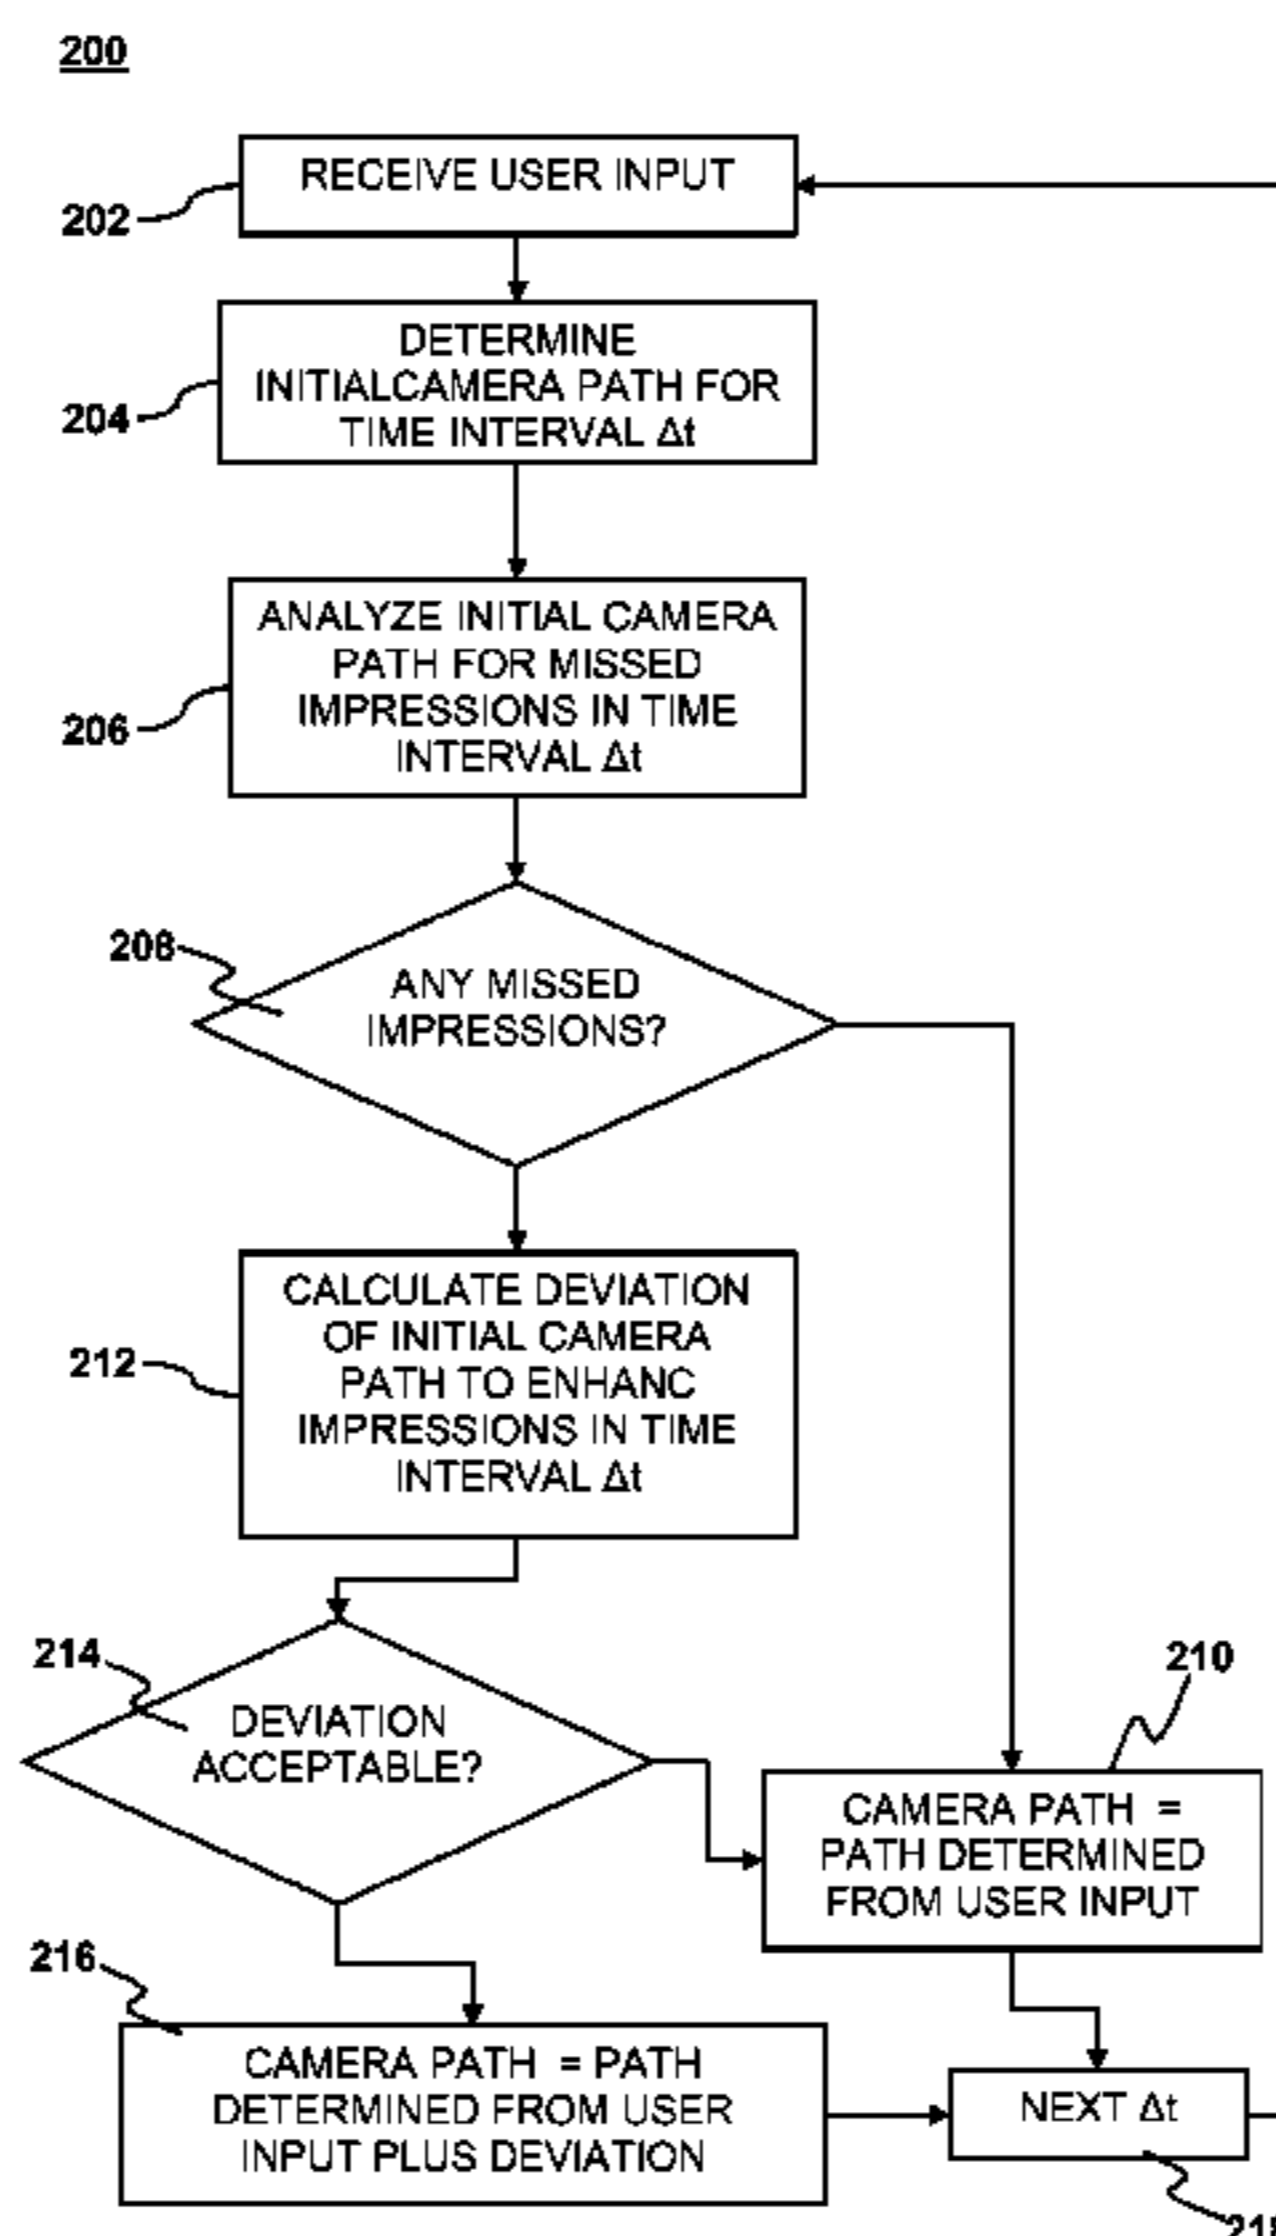 200
RECEIVE USER INPUT
202
DETERMINE
INITIALCAMERA PATH FOR
TIME INTERVAL Δt
204
ANALYZE INITIAL CAMERA
PATH FOR MISSED
IMPRESSIONS IN TIME
INTERVAL Δt
206
208
ANY MISSED
IMPRESSIONS?
CALCULATE DEVIATION
OF INITIAL CAMERA
PATH TO ENHANC
IMPRESSIONS IN TIME
INTERVAL Δt
212
214
DEVIATION
ACCEPTABLE?
210
CAMERA PATH =
PATH DETERMINED
FROM USER INPUT
216
CAMERA PATH = PATH
DETERMINED FROM USER
INPUT PLUS DEVIATION
NEXT Δt